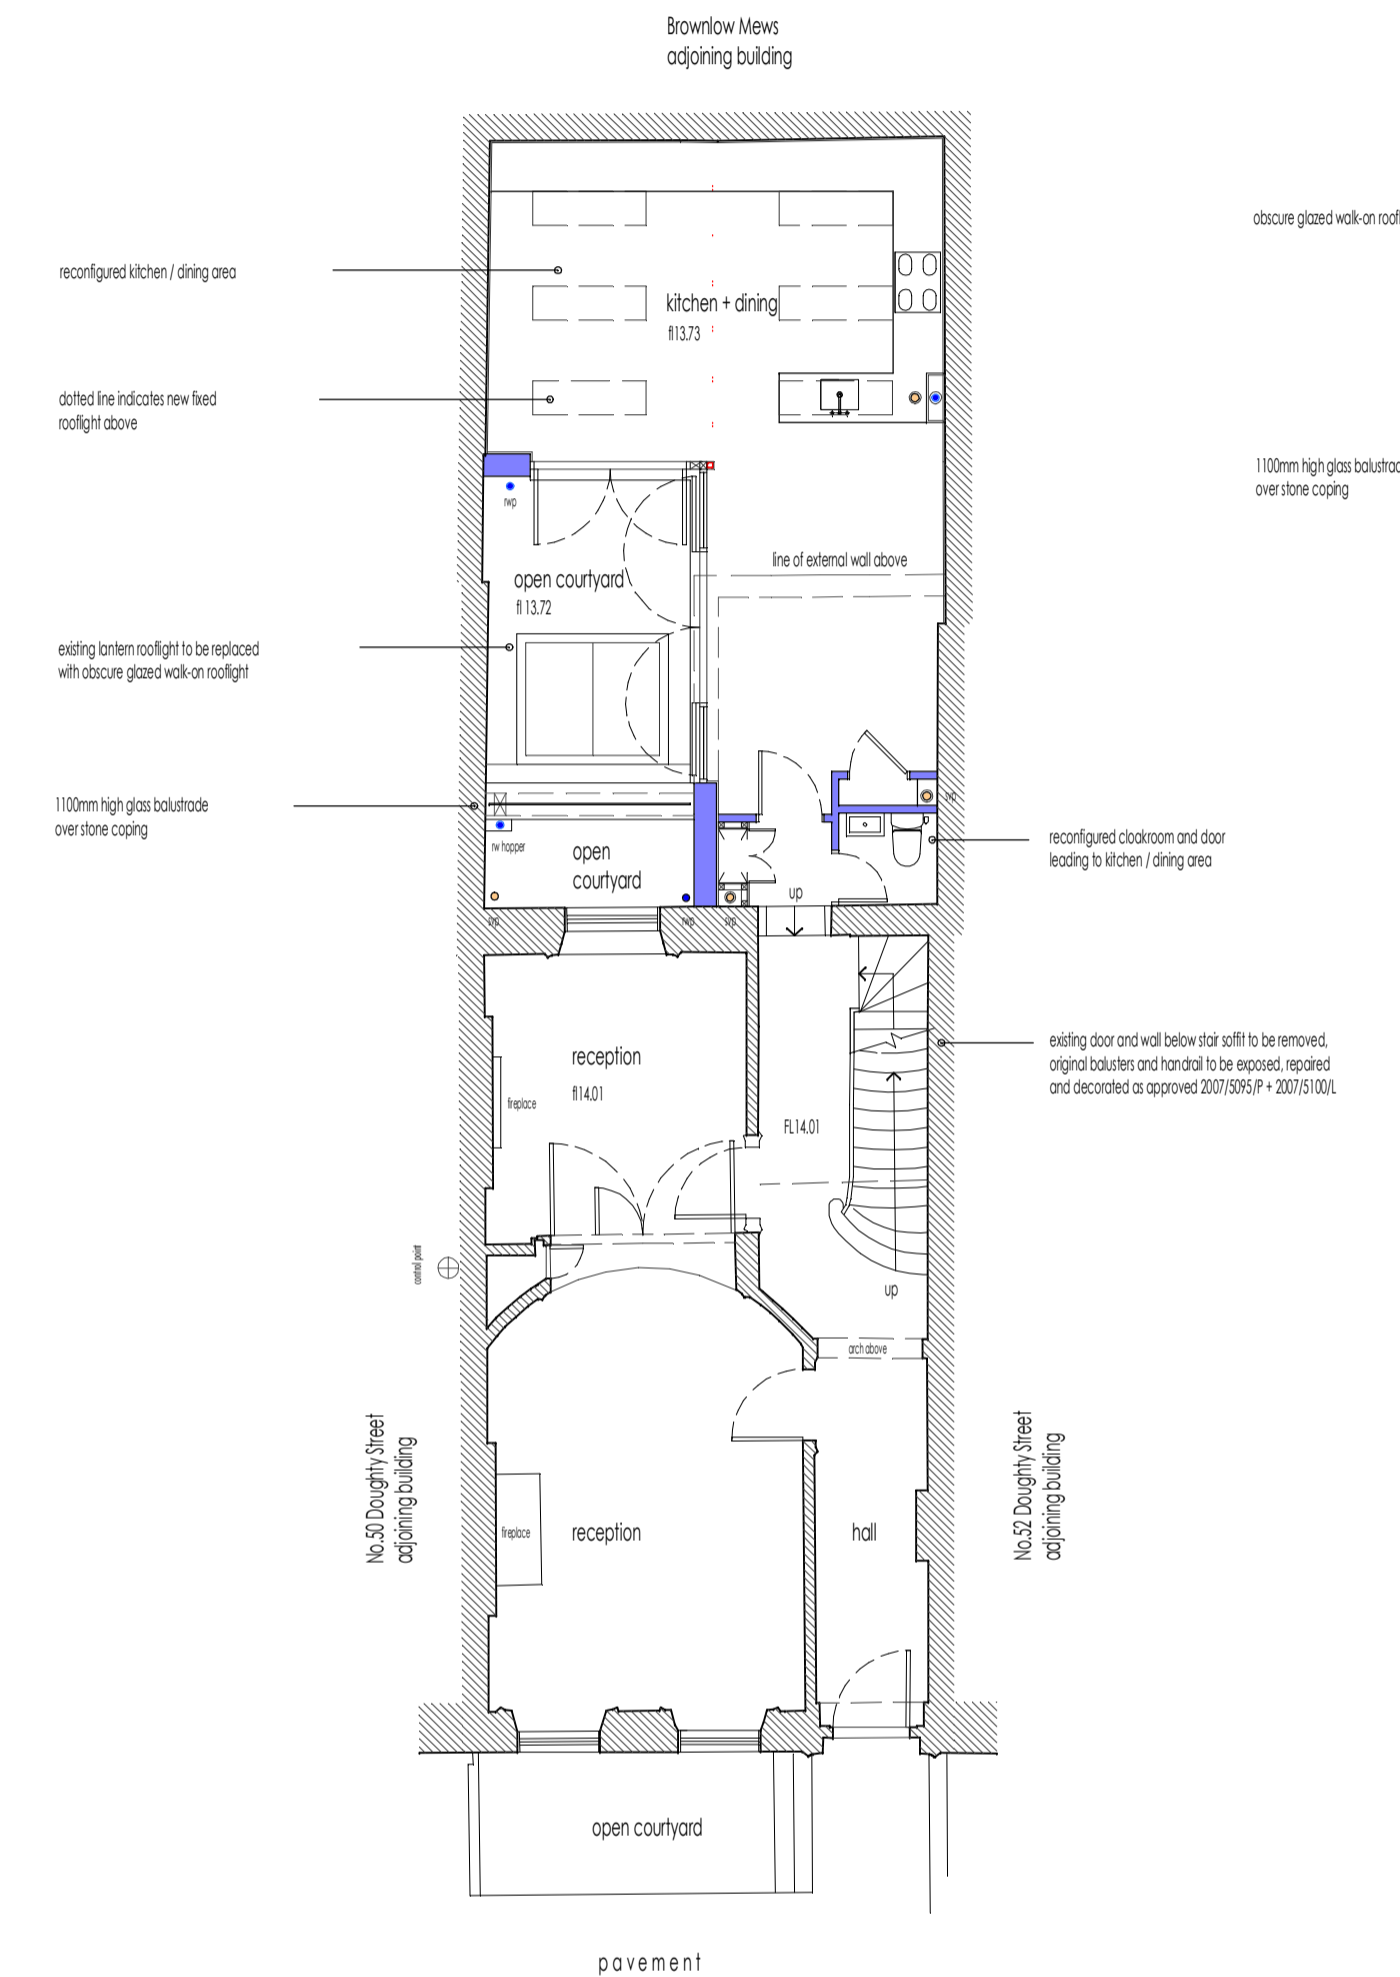 Brownlow Mews
adjoining building
obscure glazed walk-on roofl
reconfigured kitchen / dining area
kitchen + dining
fl13.73
dotted line indicates new fixed
rooflight above
1100mm high glass balustrad
over stone coping
rwp
line of external wall above
open courtyard
fl 13.72
existing lantern rooflight to be replaced
with obscure glazed walk-on rooflight
svp
1100mm high glass balustrade
over stone coping
rw hopper
open
courtyard
reconfigured cloakroom and door
leading to kitchen / dining area
up
svp
rwp
svp
reception
fl14.01
fireplace
FL14.01
existing door and wall below stair soffit to be removed,
original balusters and handrail to be exposed, repaired
and decorated as approved 2007/5095/P + 2007/5100/L
control point
up
arch above
No.50 Doughty Street
adjoining building
No.52 Doughty Street
adjoining building
fireplace
reception
hall
open courtyard
pavement